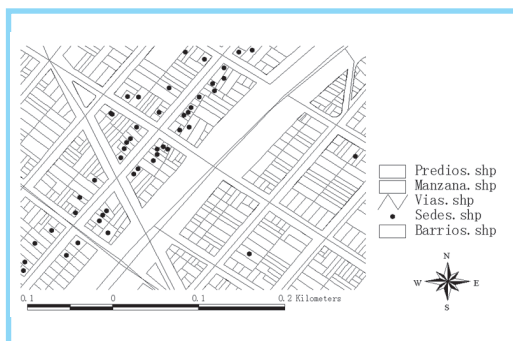 Predios.shp
Manzana.shp
Vias.shp
Sedes.shp
Barrios.shp
N
W E
S
0.1 0 0.1 0.2 Kilometers